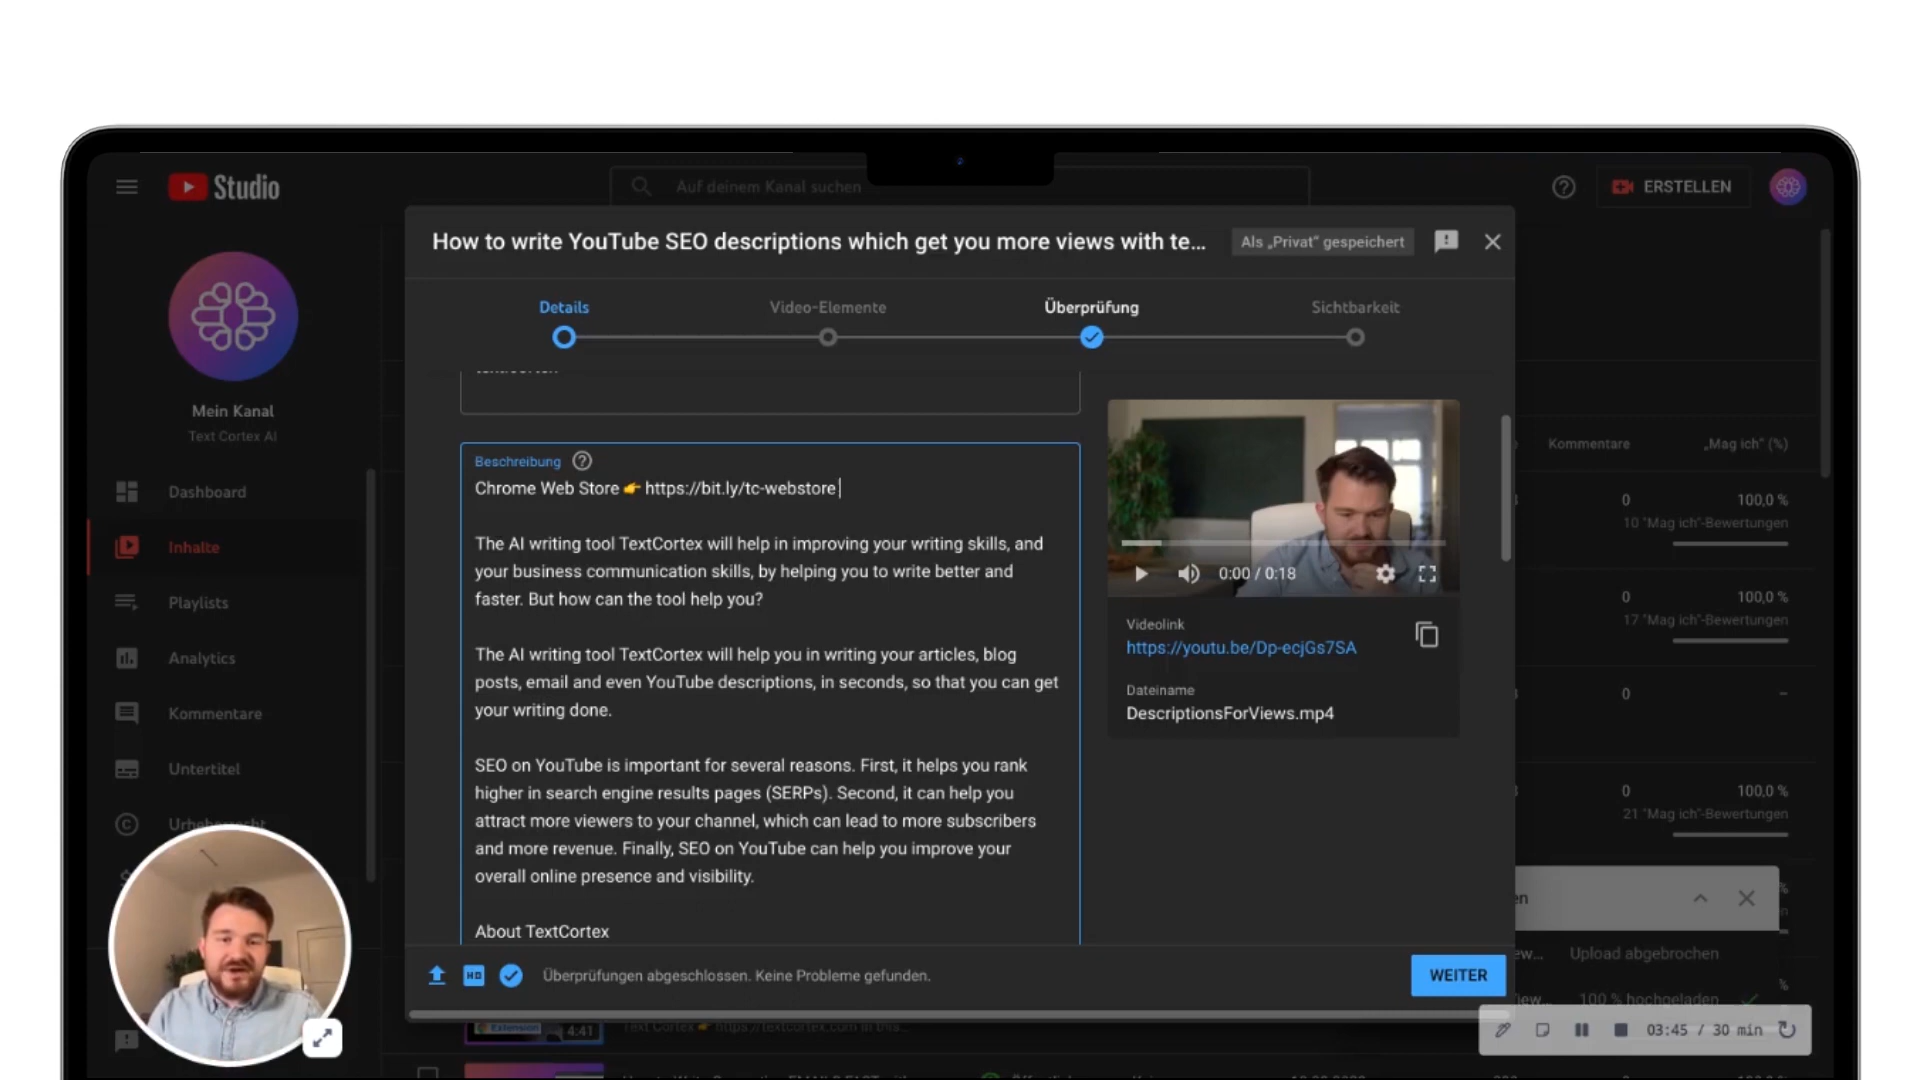 Studio
Auf deinem Kanal suchen
ERSTELLEN
How to write YouTube SEO descriptions which get you more views with te...
Als „Privat" gespeichert
Details
Video-Elemente
Überprüfung
Sichtbarkeit
Mein Kanal
Text Cortex AI
Dashboard
Inhalte
Playlists
Analytics
Kommentare
Untertitel
Beschreibung
Chrome Web Store 👉 https://bit.ly/tc-webstore
The AI writing tool TextCortex will help in improving your writing skills, and
your business communication skills, by helping you to write better and
faster. But how can the tool help you?
The AI writing tool TextCortex will help you in writing your articles, blog
posts, email and even YouTube descriptions, in seconds, so that you can get
your writing done.
SEO on YouTube is important for several reasons. First, it helps you rank
higher in search engine results pages (SERPs). Second, it can help you
attract more viewers to your channel, which can lead to more subscribers
and more revenue. Finally, SEO on YouTube can help you improve your
overall online presence and visibility.
About TextCortex
0:00 / 0:18
Videolink
https://youtu.be/Dp-ecjGs7SA
Dateiname
DescriptionsForViews.mp4
Kommentare
„Mag ich" (%)
0
100,0 %
10 "Mag ich"-Bewertungen
0
100,0 %
17 "Mag ich"-Bewertungen
0
–
0
100,0 %
21 "Mag ich"-Bewertungen
HD
Überprüfungen abgeschlossen. Keine Probleme gefunden.
WEITER
Upload abgebrochen
100 % hochgeladen
Extension
4:41
Text Cortex 👉 https://textcortex.com
03:45 / 30 min